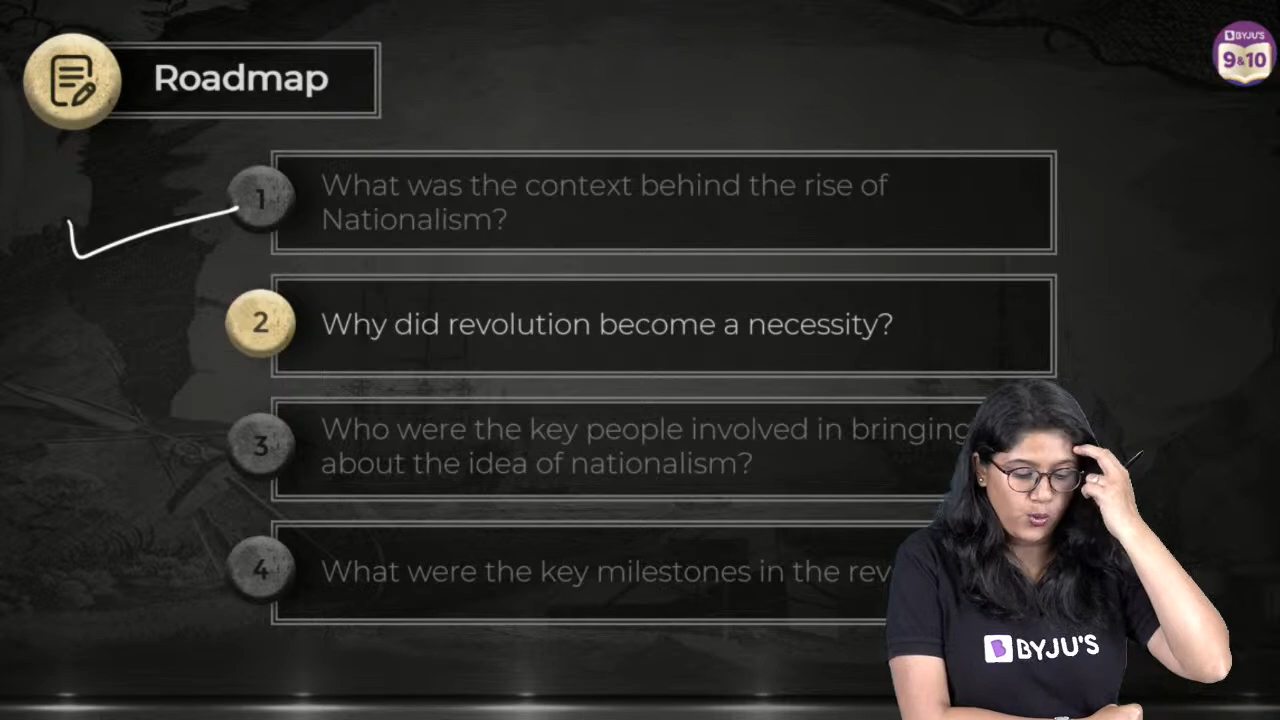 Roadmap
BYJU'S
9&10
1
What was the context behind the rise of
Nationalism?
2
Why did revolution become a necessity?
3
Who were the key people involved in bringing
about the idea of nationalism?
4
What were the key milestones in the rev
BYJU'S